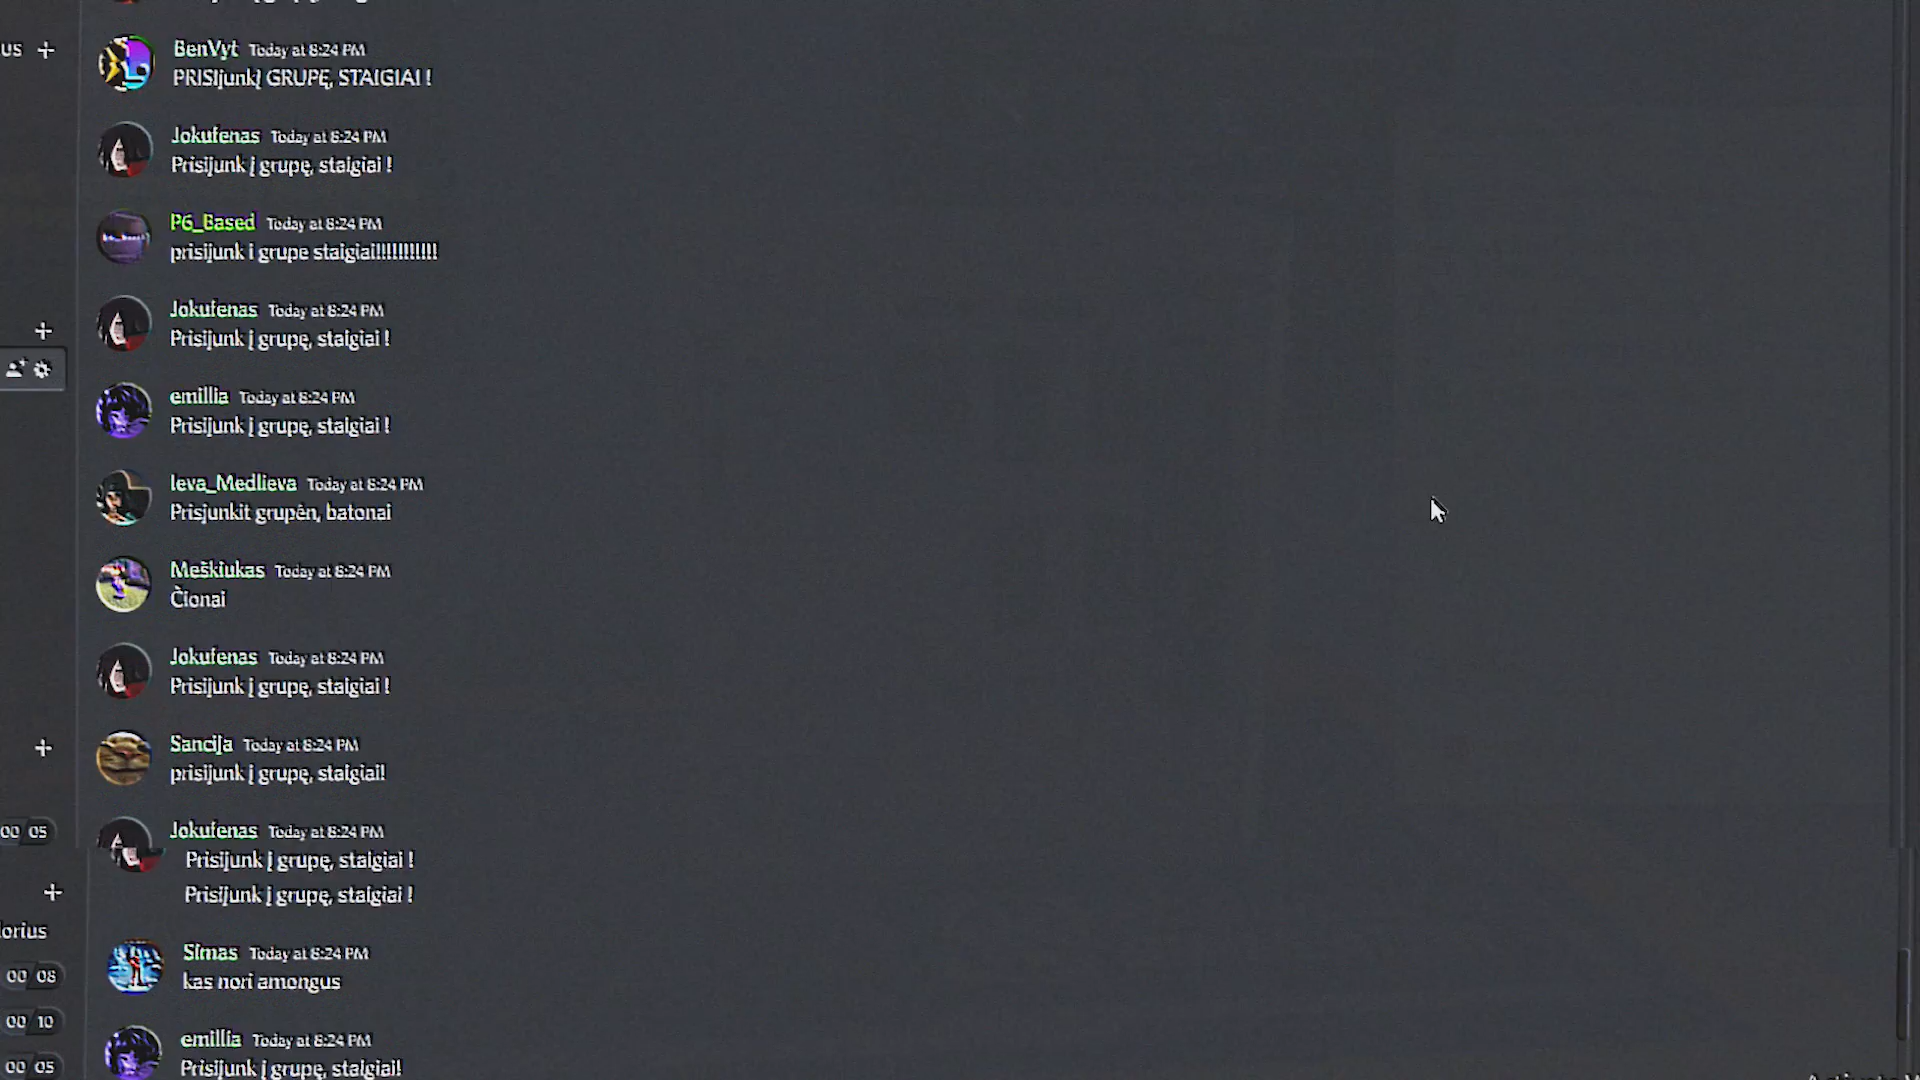 us +
BenVyt Today at 8:24 PM
PRISIjunkĮ GRUPĘ, STAIGIAI !
Jokufenas Today at 8:24 PM
Prisijunk į grupę, staigiai !
P6_Based Today at 8:24 PM
prisijunk i grupe staigiai!!!!!!!!!!!
Jokufenas Today at 8:24 PM
Prisijunk į grupę, staigiai !
emillia Today at 8:24 PM
Prisijunk į grupę, staigiai !
Ieva_MedIieva Today at 8:24 PM
Prisjunkit grupėn, batonai
Meškiukas Today at 8:24 PM
Čionai
Jokufenas Today at 8:24 PM
Prisijunk į grupę, staigiai !
Sancija Today at 8:24 PM
prisijunk į grupę, staigiai!
00 05
Jokufenas Today at 8:24 PM
Prisijunk į grupę, staigiai !
Prisijunk į grupę, staigiai !
orius
Simas Today at 8:24 PM
kas nori amongus
00 08
00 10
emillia Today at 8:24 PM
Prisijunk į grupę, staigiai!
00 05